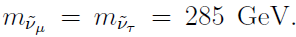 $m_{\tilde{\nu}_\mu} = m_{\tilde{\nu}_\tau} = 285$ GeV.